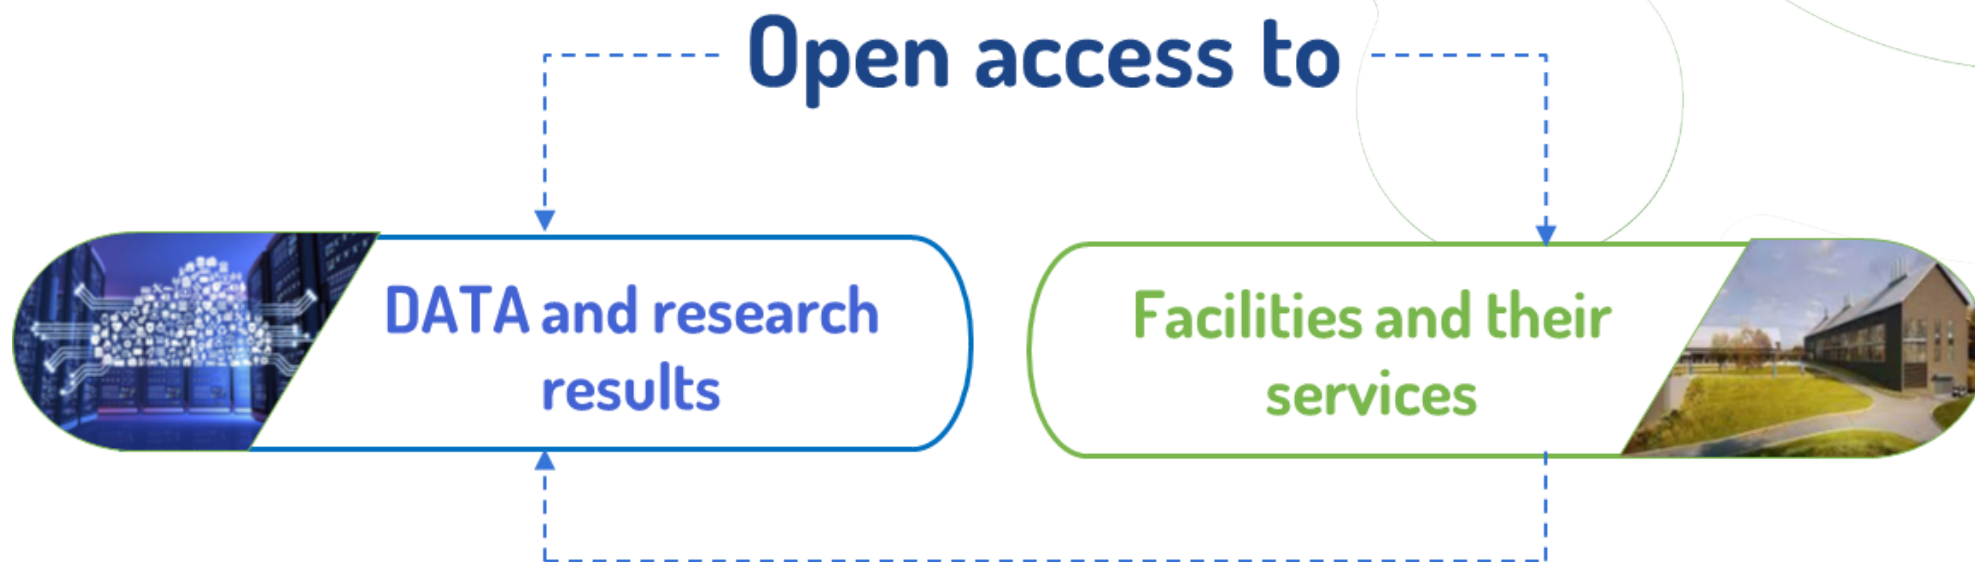 Open access to
DATA and research
results
Facilities and their
services